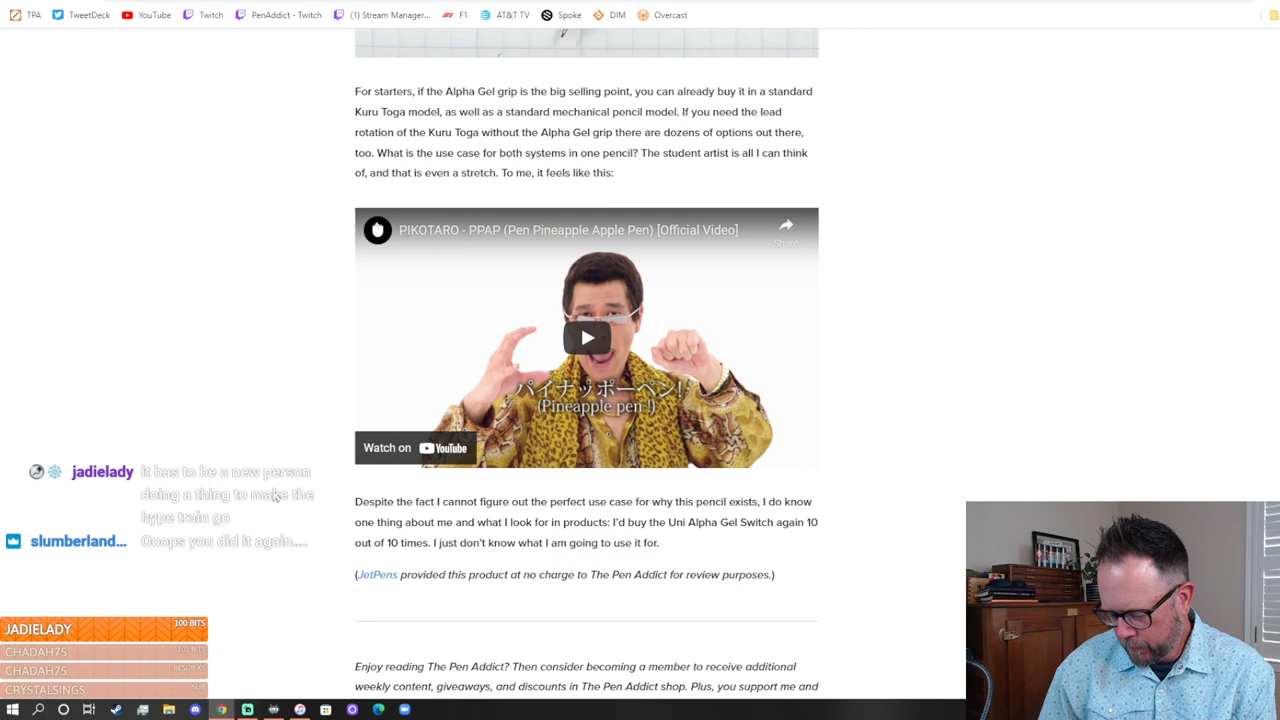 TPA
TweetDeck
YouTube
Twitch
PenAddict - Twitch
(1) Stream Manager...
F1
AT&T TV
Spoke
DIM
Overcast
For starters, if the Alpha Gel grip is the big selling point, you can already buy it in a standard
Kuru Toga model, as well as a standard mechanical pencil model. If you need the lead
rotation of the Kuru Toga without the Alpha Gel grip there are dozens of options out there,
too. What is the use case for both systems in one pencil? The student artist is all I can think
of, and that is even a stretch. To me, it feels like this:
PIKOTARO - PPAP (Pen Pineapple Apple Pen) [Official Video]
Share
パイナッポーペン!
(Pineapple pen !)
Watch on YouTube
jadielady It has to be a new person
doing a thing to make the
hype train go
slumberland... Ooops you did it again....
Despite the fact I cannot figure out the perfect use case for why this pencil exists, I do know
one thing about me and what I look for in products: I'd buy the Uni Alpha Gel Switch again 10
out of 10 times. I just don't know what I am going to use it for.
(JetPens provided this product at no charge to The Pen Addict for review purposes.)
JADIELADY 100 BITS
CHADAH75 101 BITS
CHADAH75 RESUB X5
CRYSTALSINGS SUB
Enjoy reading The Pen Addict? Then consider becoming a member to receive additional
weekly content, giveaways, and discounts in The Pen Addict shop. Plus, you support me and